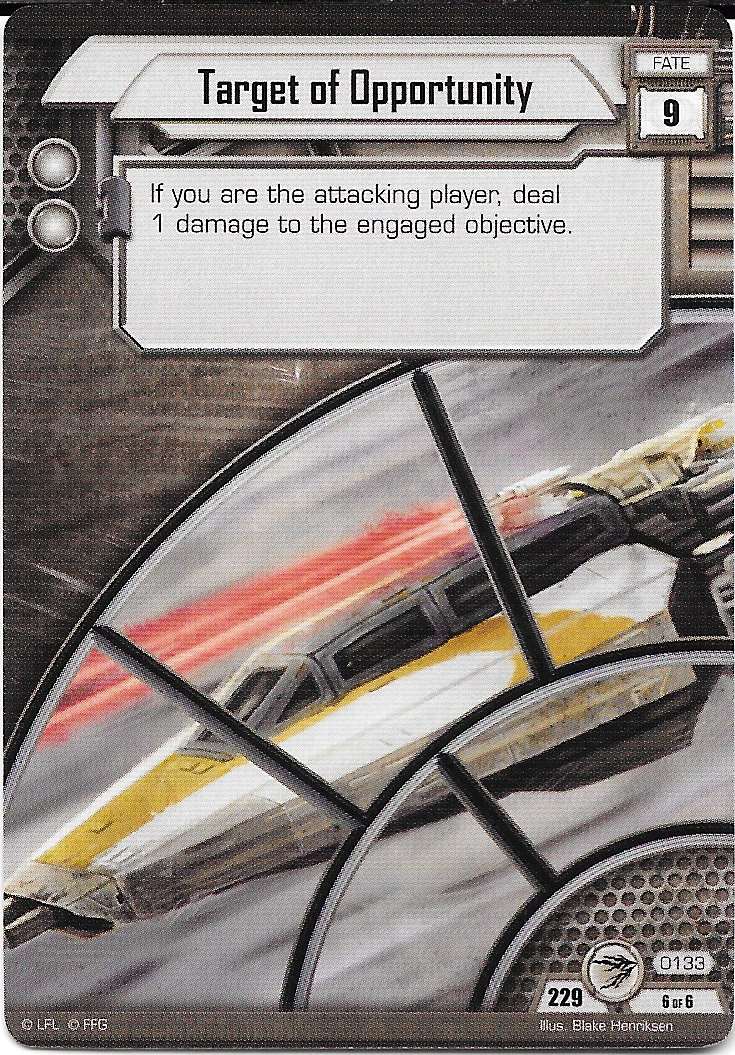 Target of Opportunity
FATE
9
If you are the attacking player, deal
1 damage to the engaged objective.
0133
229
6 OF 6
© LFL © FFG
Illus. Blake Henriksen